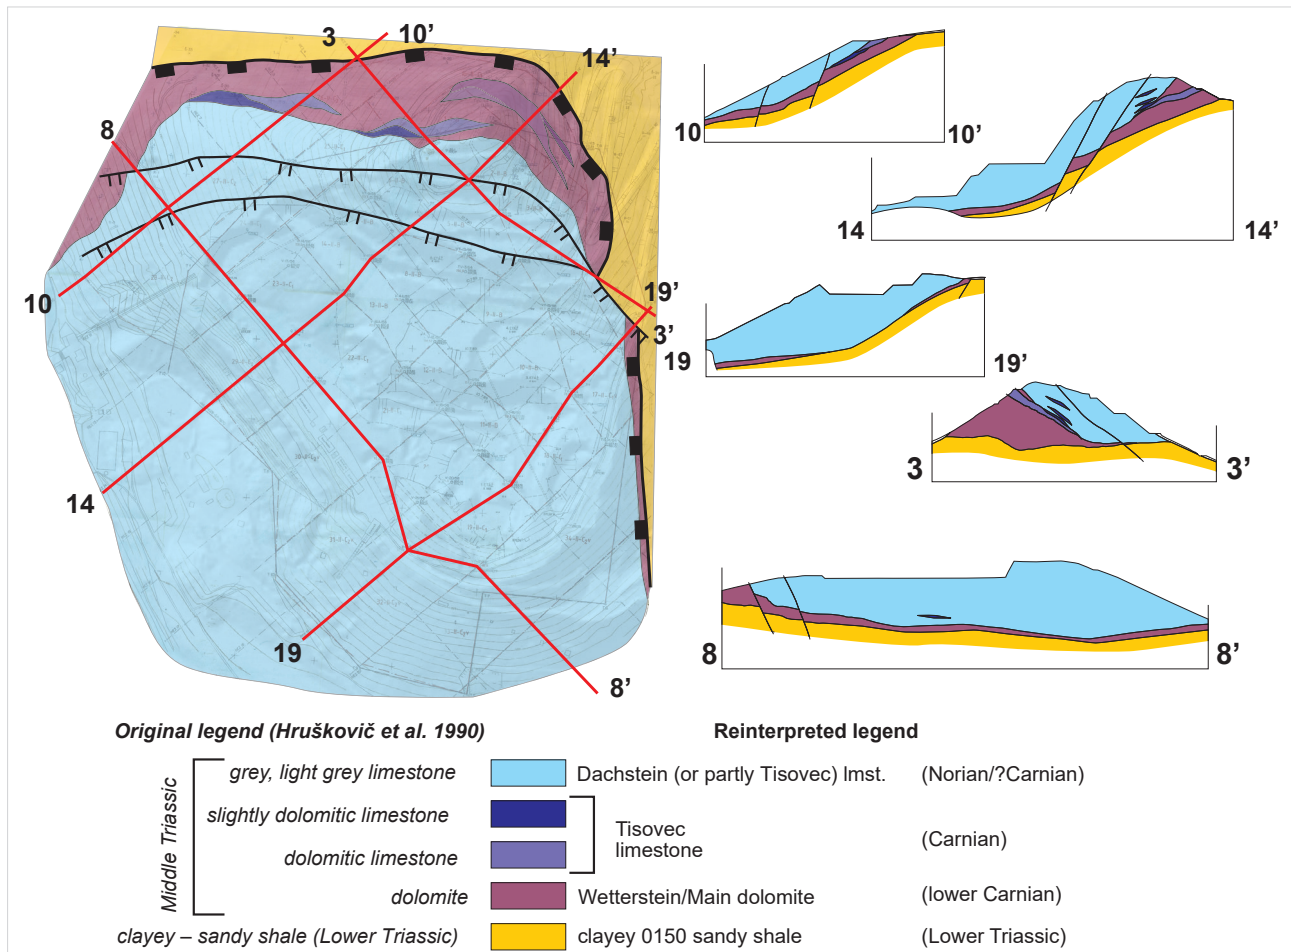 3
10’
14’
8
10
19’
3’
14
19
8’
10
10’
14
14’
19
19’
3
3’
8
8’
Original legend (Hruškovič et al. 1990)
Reinterpreted legend
Middle Triassic
grey, light grey limestone
Dachstein (or partly Tisovec) lmst.
(Norian/?Carnian)
slightly dolomitic limestone
dolomitic limestone
Tisovec
limestone
(Carnian)
dolomite
Wetterstein/Main dolomite
(lower Carnian)
clayey – sandy shale (Lower Triassic)
clayey 0150 sandy shale
(Lower Triassic)